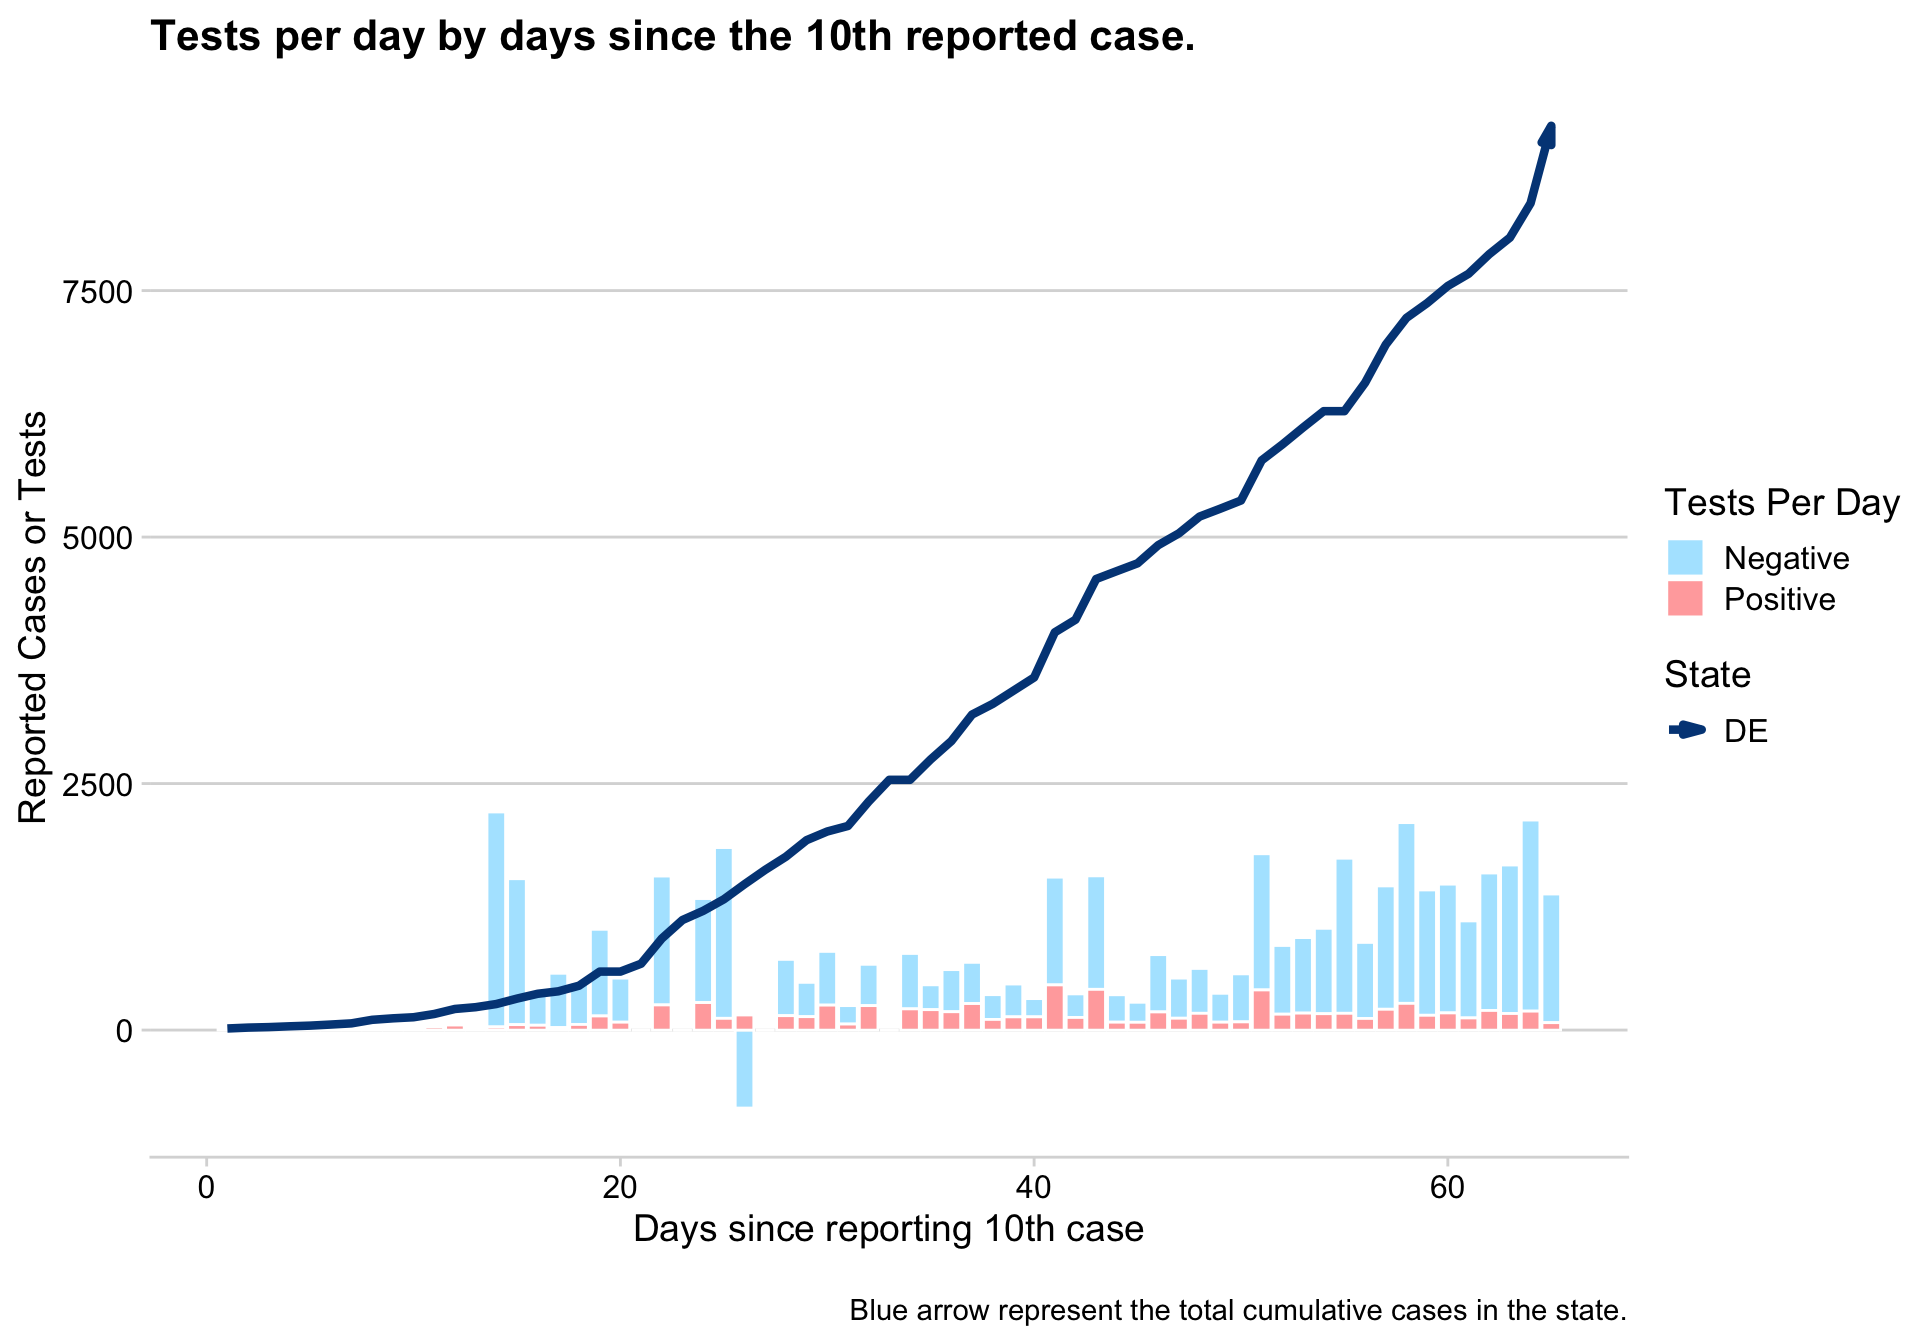 Tests per day by days since the 10th reported case.
Reported Cases or Tests
7500
5000
2500
0
0 20 40 60
Days since reporting 10th case
Tests Per Day
Negative
Positive
State
DE
Blue arrow represent the total cumulative cases in the state.